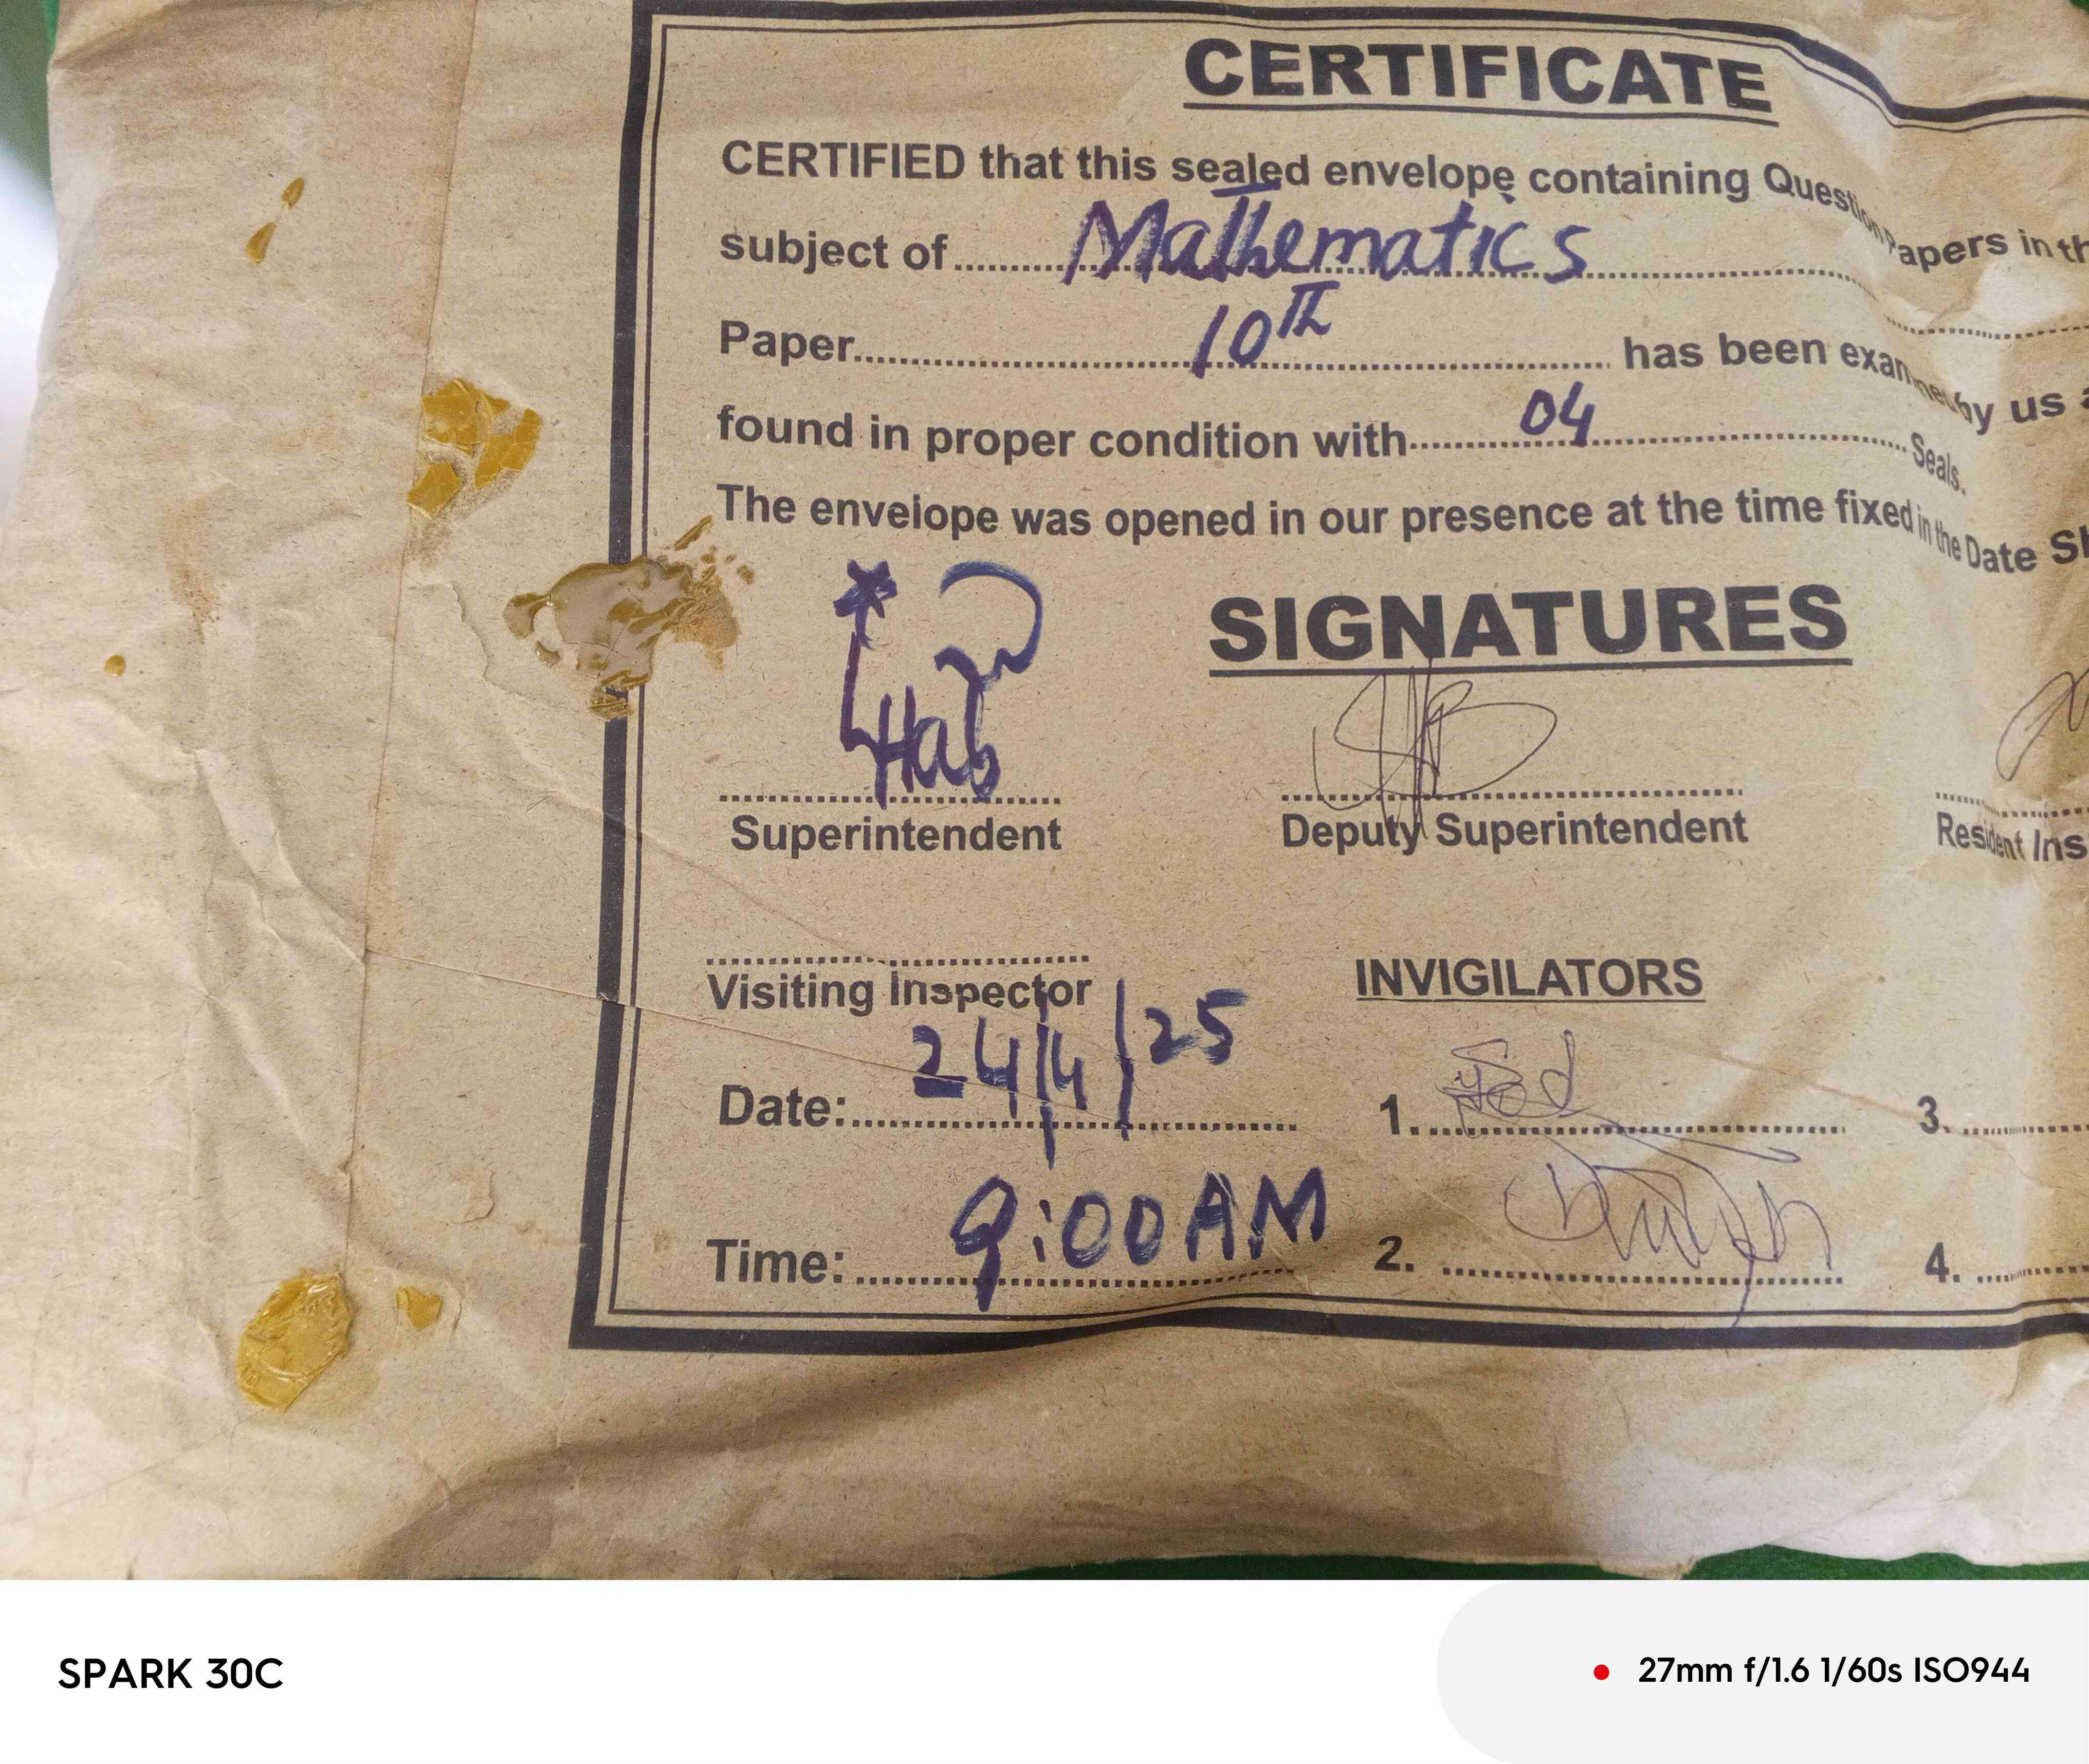 CERTIFICATE
CERTIFIED that this sealed envelope containing Question Papers in th
subject of Mathematics
Paper 10TH has been examined by us a
found in proper condition with 04 Seals.
The envelope was opened in our presence at the time fixed in the Date Sh
SIGNATURES
Hab
Superintendent Deputy Superintendent Resident Ins
Visiting Inspector INVIGILATORS
Date: 24/4/25 1. 3.
Time: 9:00AM 2. 4.
SPARK 30C 27mm f/1.6 1/60s ISO944